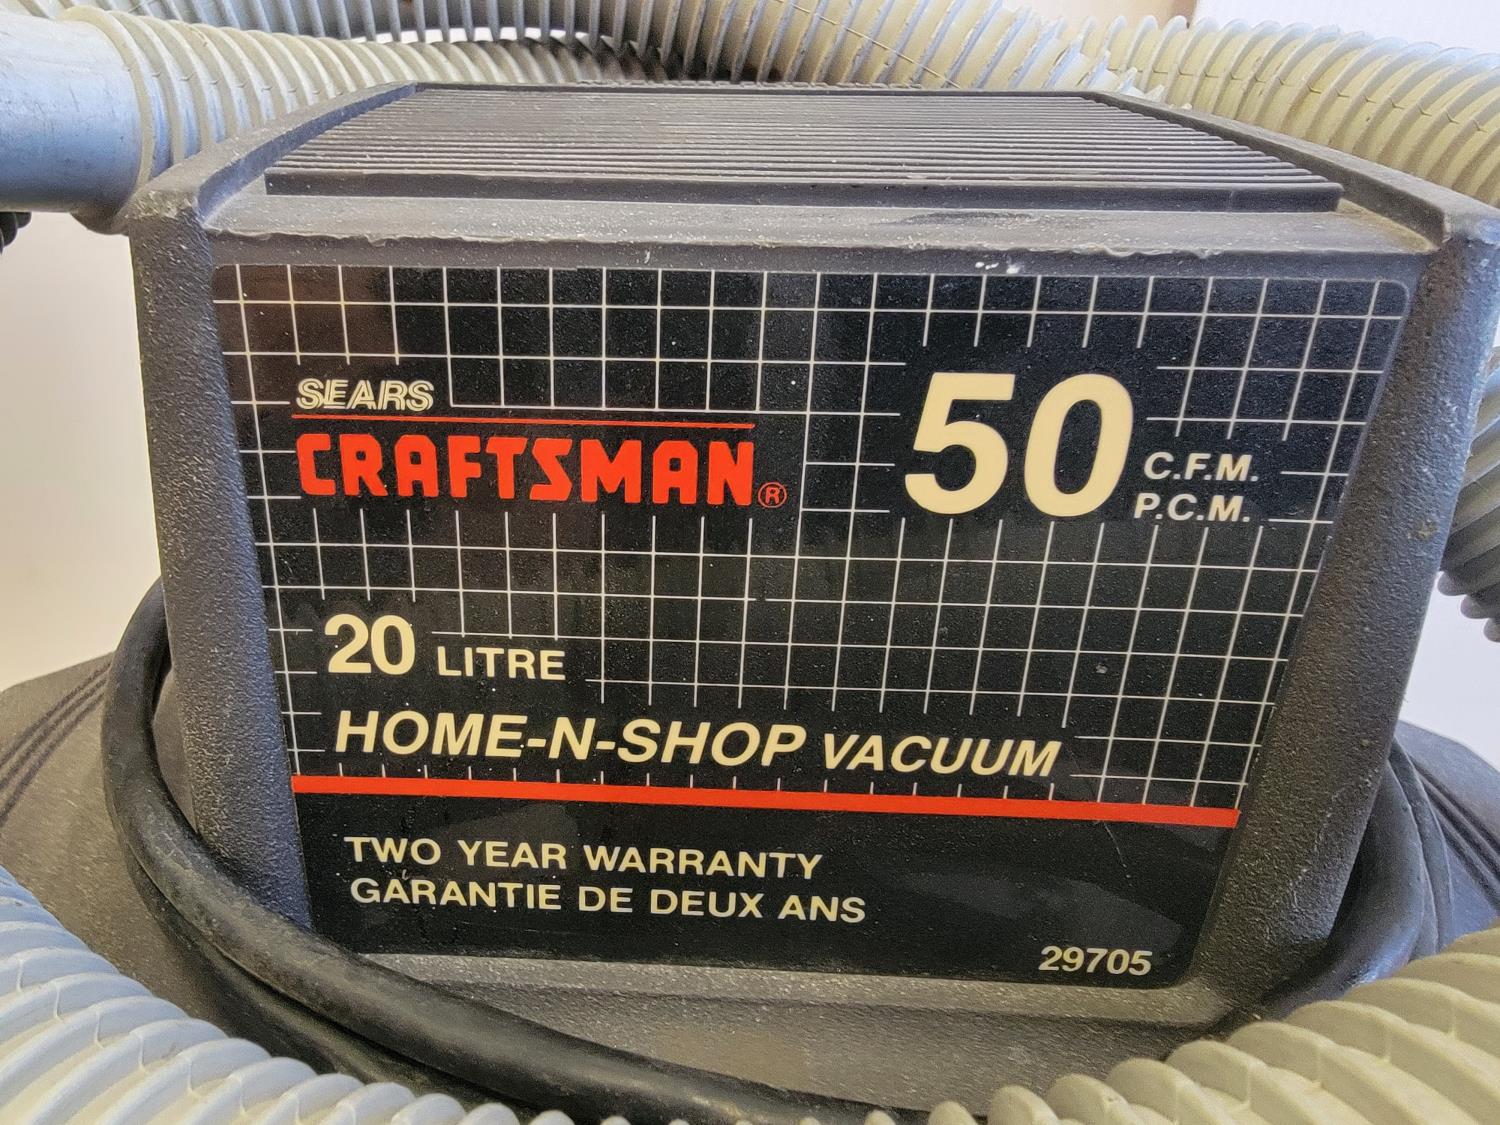 SEARS
CRAFTSMAN®
50 C.F.M.
P.C.M.
20 LITRE
HOME-N-SHOP VACUUM
TWO YEAR WARRANTY
GARANTIE DE DEUX ANS
29705